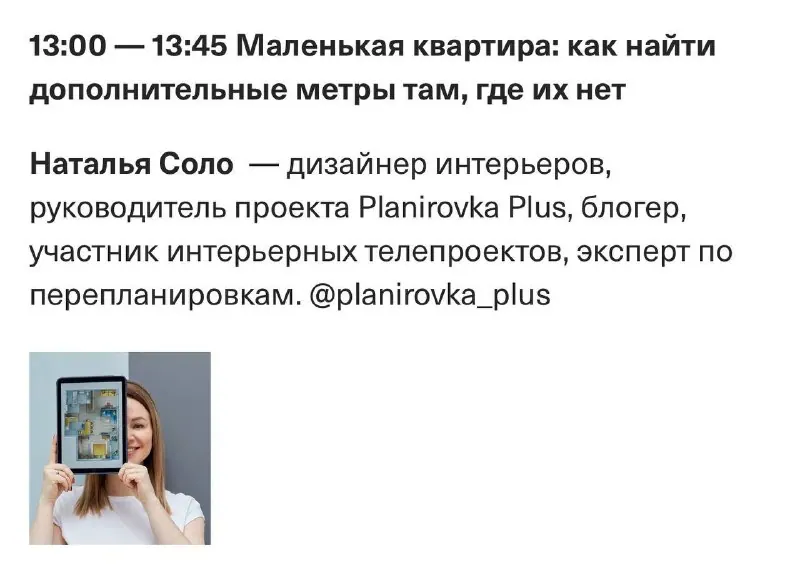 13:00 — 13:45 Маленькая квартира: как найти
дополнительные метры там, где их нет
Наталья Соло — дизайнер интерьеров,
руководитель проекта Planirovka Plus, блогер,
участник интерьерных телепроектов, эксперт по
перепланировкам. @planirovka_plus